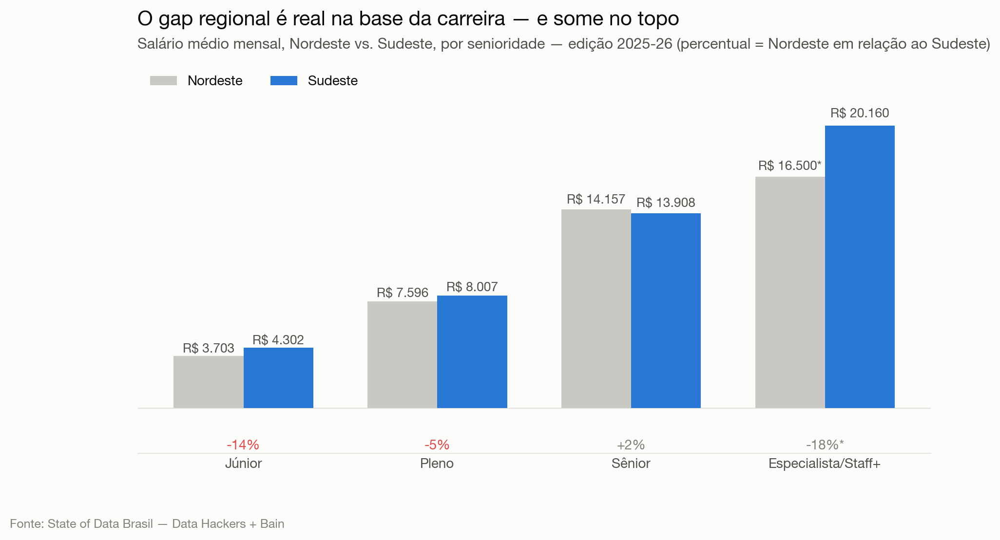 O gap regional é real na base da carreira — e some no topo
Salário médio mensal, Nordeste vs. Sudeste, por senioridade — edição 2025-26 (percentual = Nordeste em relação ao Sudeste)
Nordeste Sudeste
R$ 20.160
R$ 16.500*
R$ 14.157 R$ 13.908
R$ 7.596 R$ 8.007
R$ 3.703 R$ 4.302
-14% -5% +2% -18%*
Júnior Pleno Sênior Especialista/Staff+
Fonte: State of Data Brasil — Data Hackers + Bain